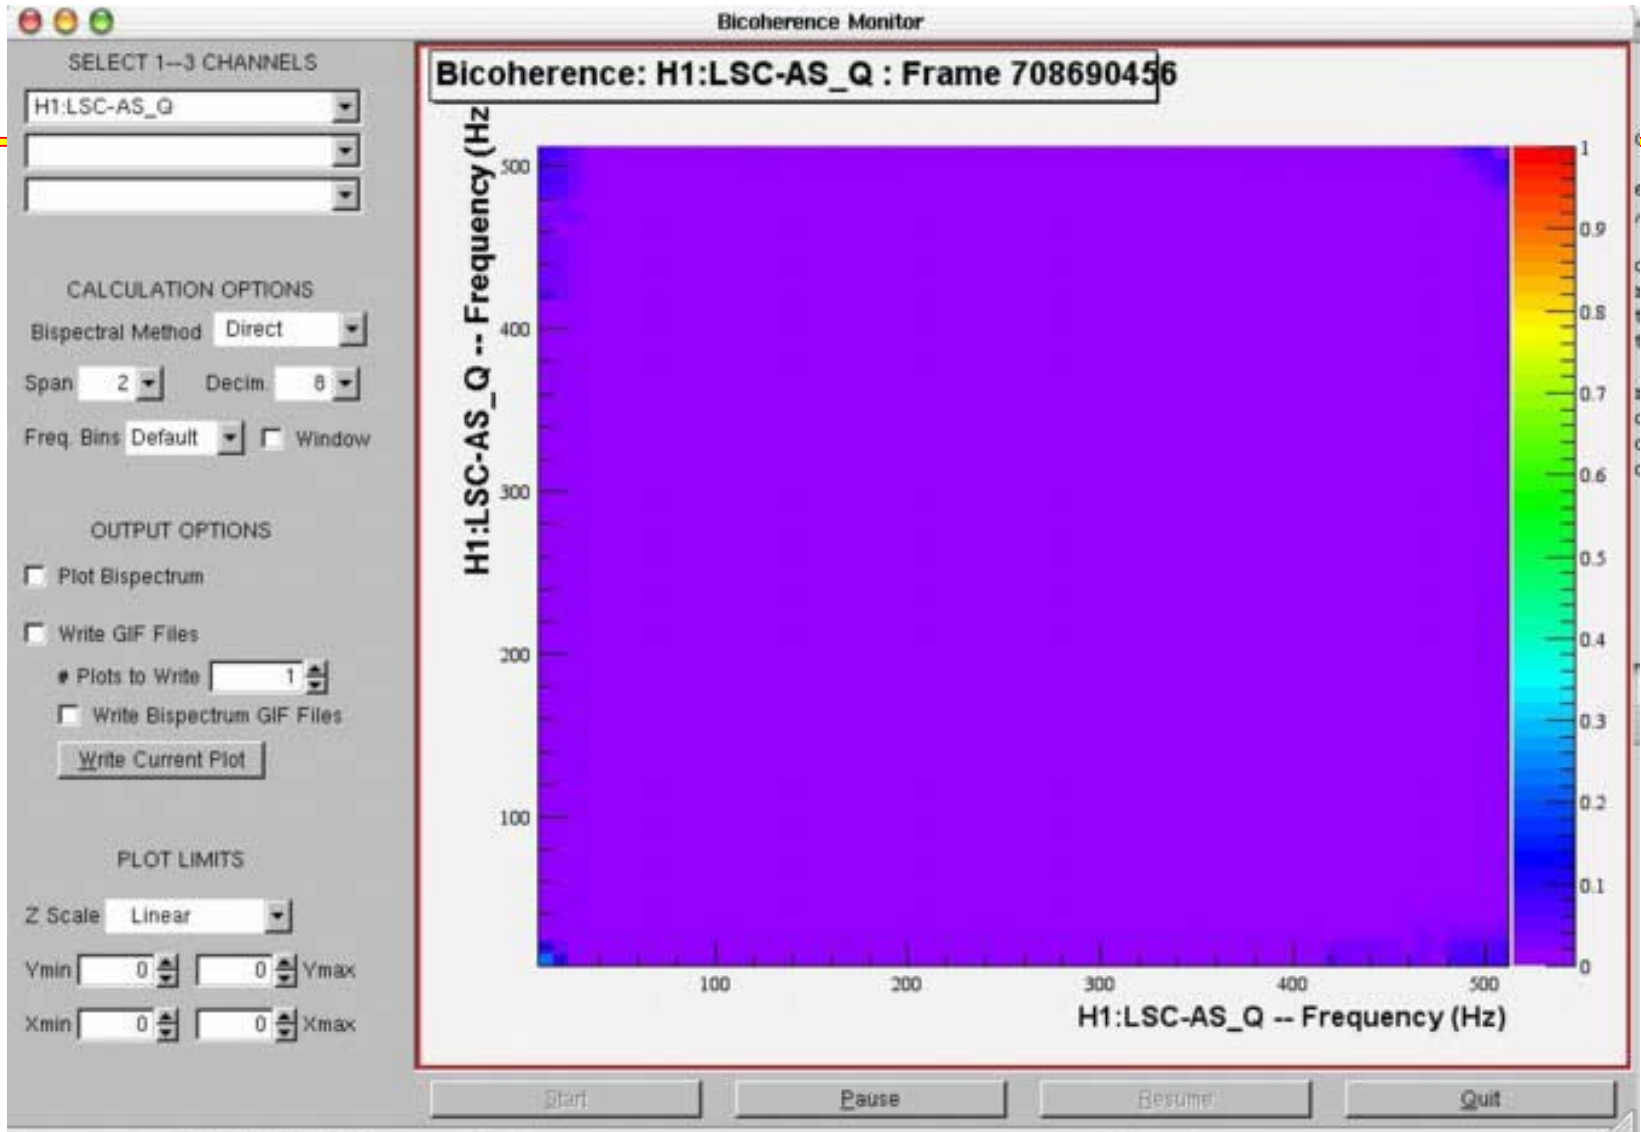 Bicoherence Monitor
SELECT 1--3 CHANNELS
H1:LSC-AS_Q
CALCULATION OPTIONS
Bispectral Method Direct
Span 2 Decim. 8
Freq. Bins Default Window
OUTPUT OPTIONS
Plot Bispectrum
Write GIF Files
# Plots to Write 1
Write Bispectrum GIF Files
Write Current Plot
PLOT LIMITS
Z Scale Linear
Ymin 0 0 Ymax
Xmin 0 0 Xmax
Bicoherence: H1:LSC-AS_Q : Frame 708690456
H1:LSC-AS_Q -- Frequency (Hz
500
400
300
200
100
100 200 300 400 500
H1:LSC-AS_Q -- Frequency (Hz)
1
0.9
0.8
0.7
0.6
0.5
0.4
0.3
0.2
0.1
0
Start Pause Resume Quit